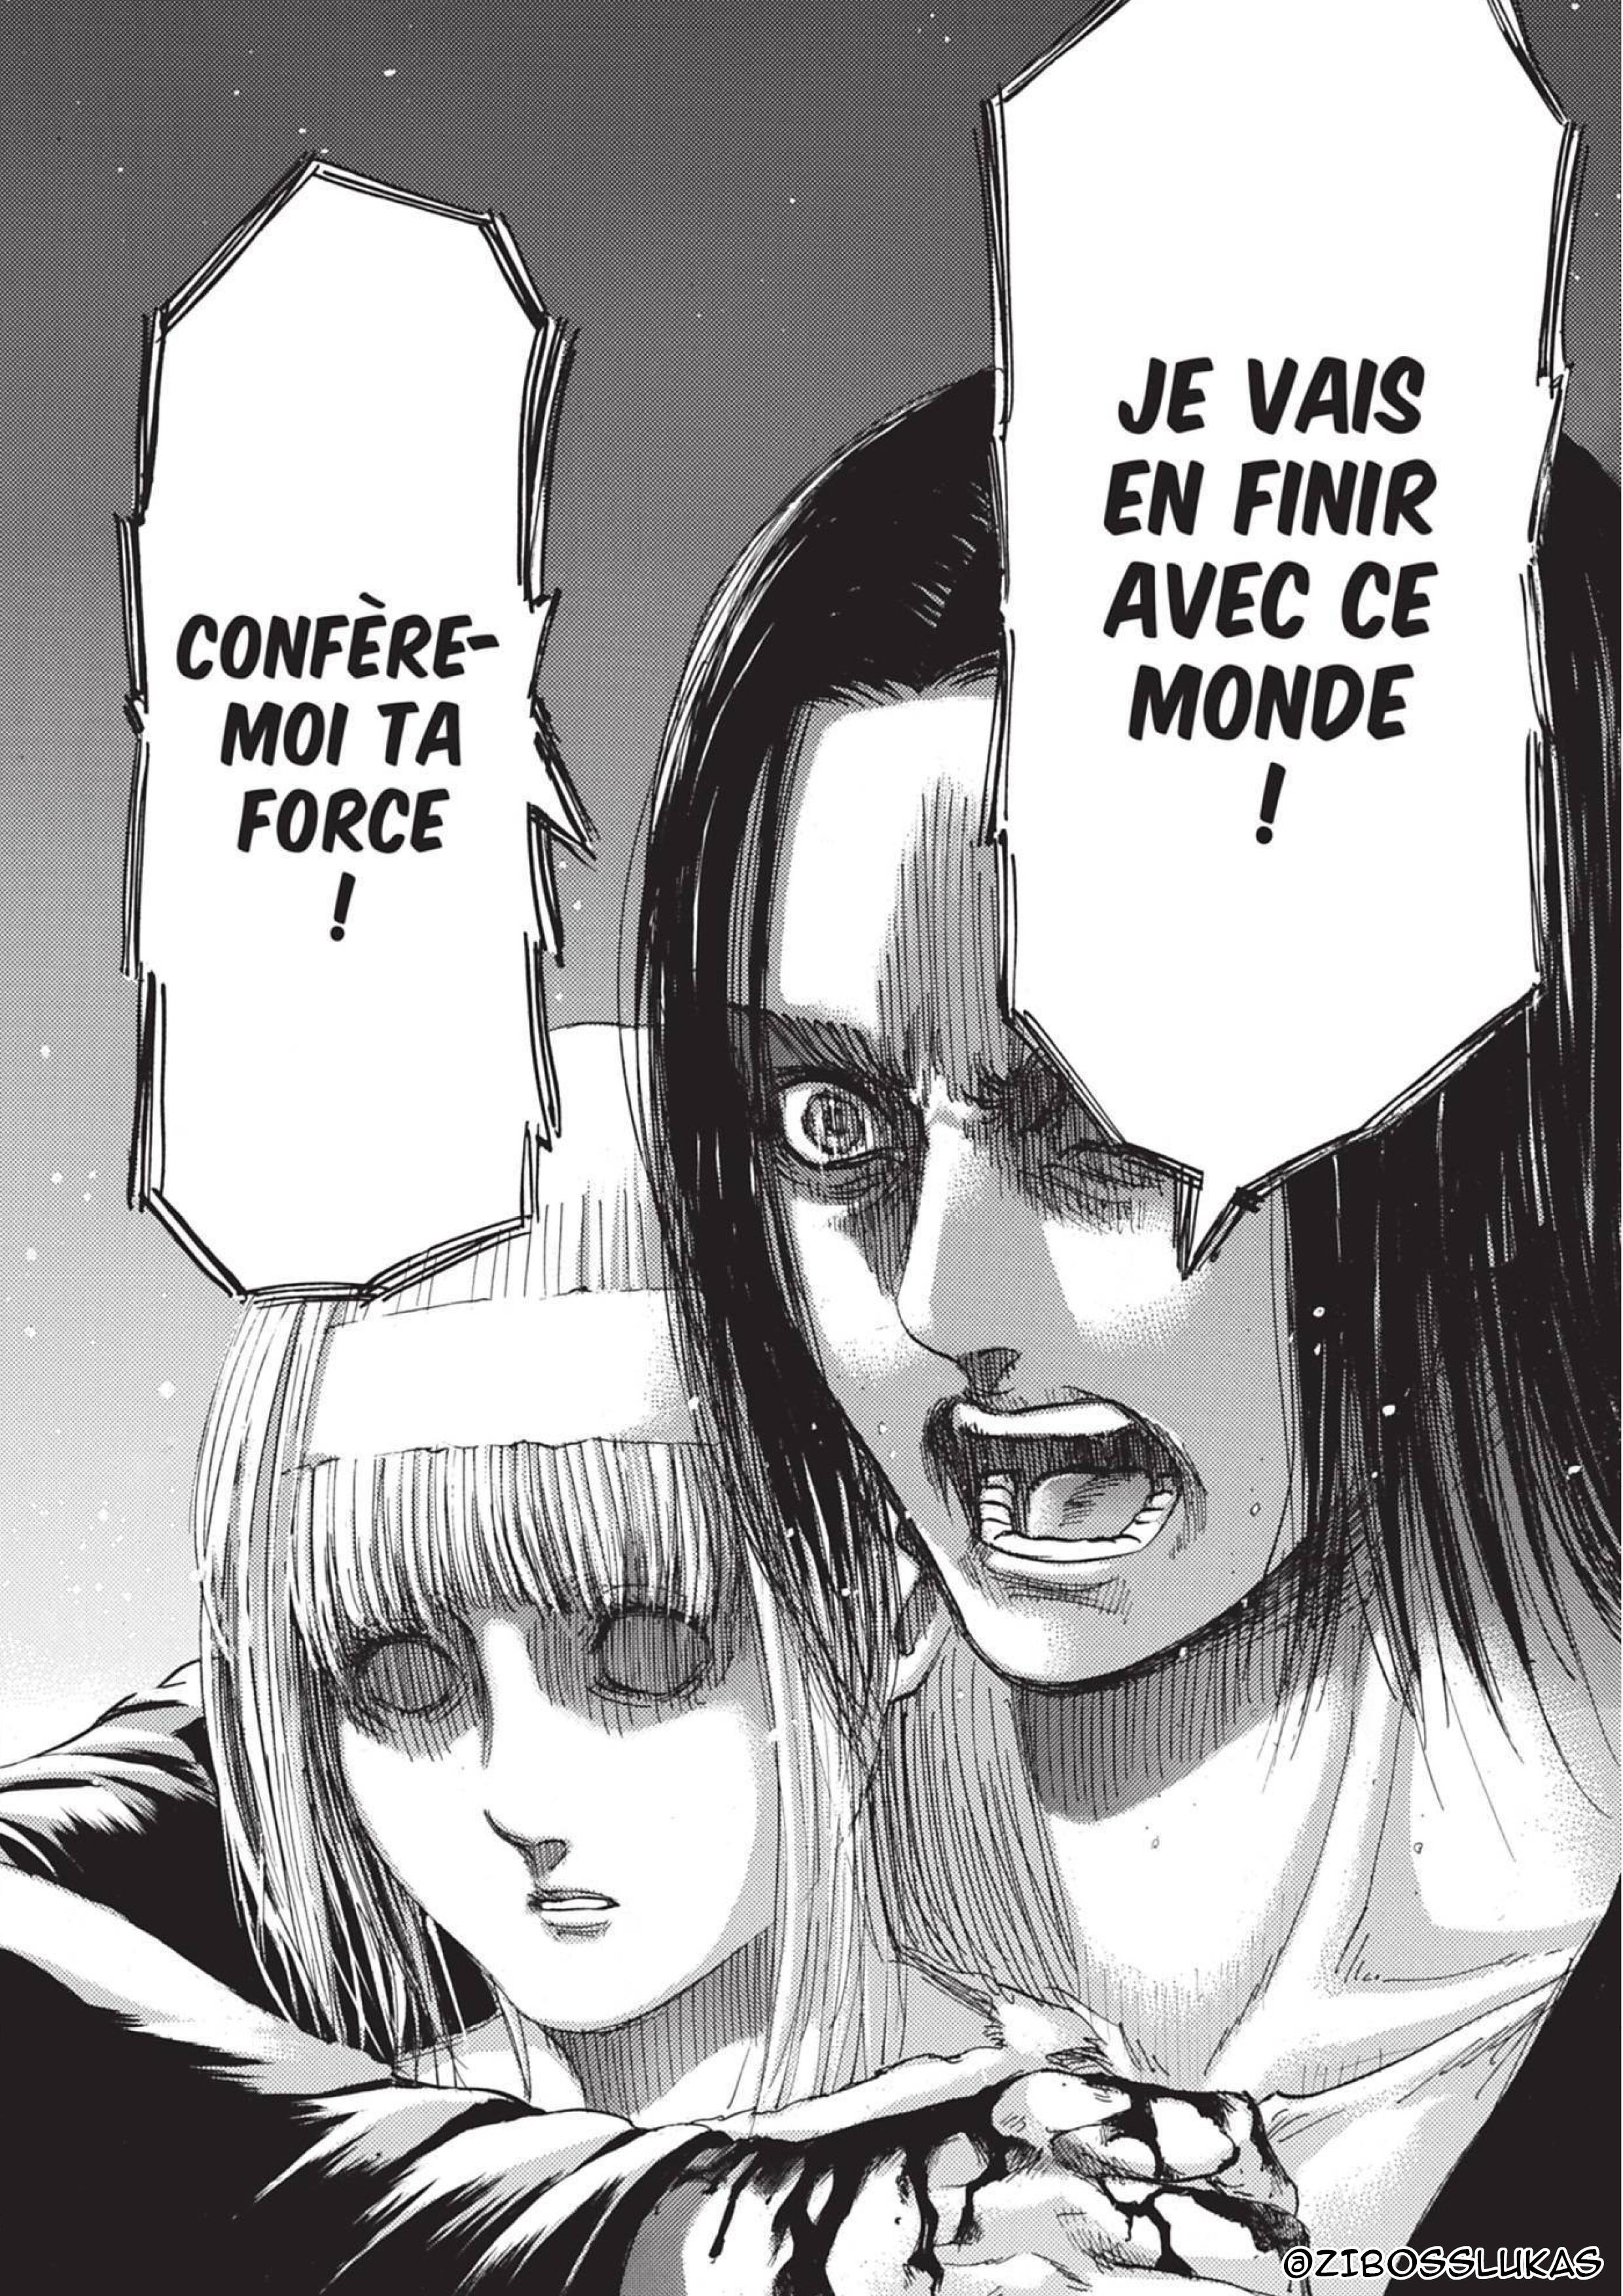 JE VAIS
EN FINIR
AVEC CE
MONDE
!
CONFÈRE-
MOI TA
FORCE
!
@ZIBOSSLUKAS